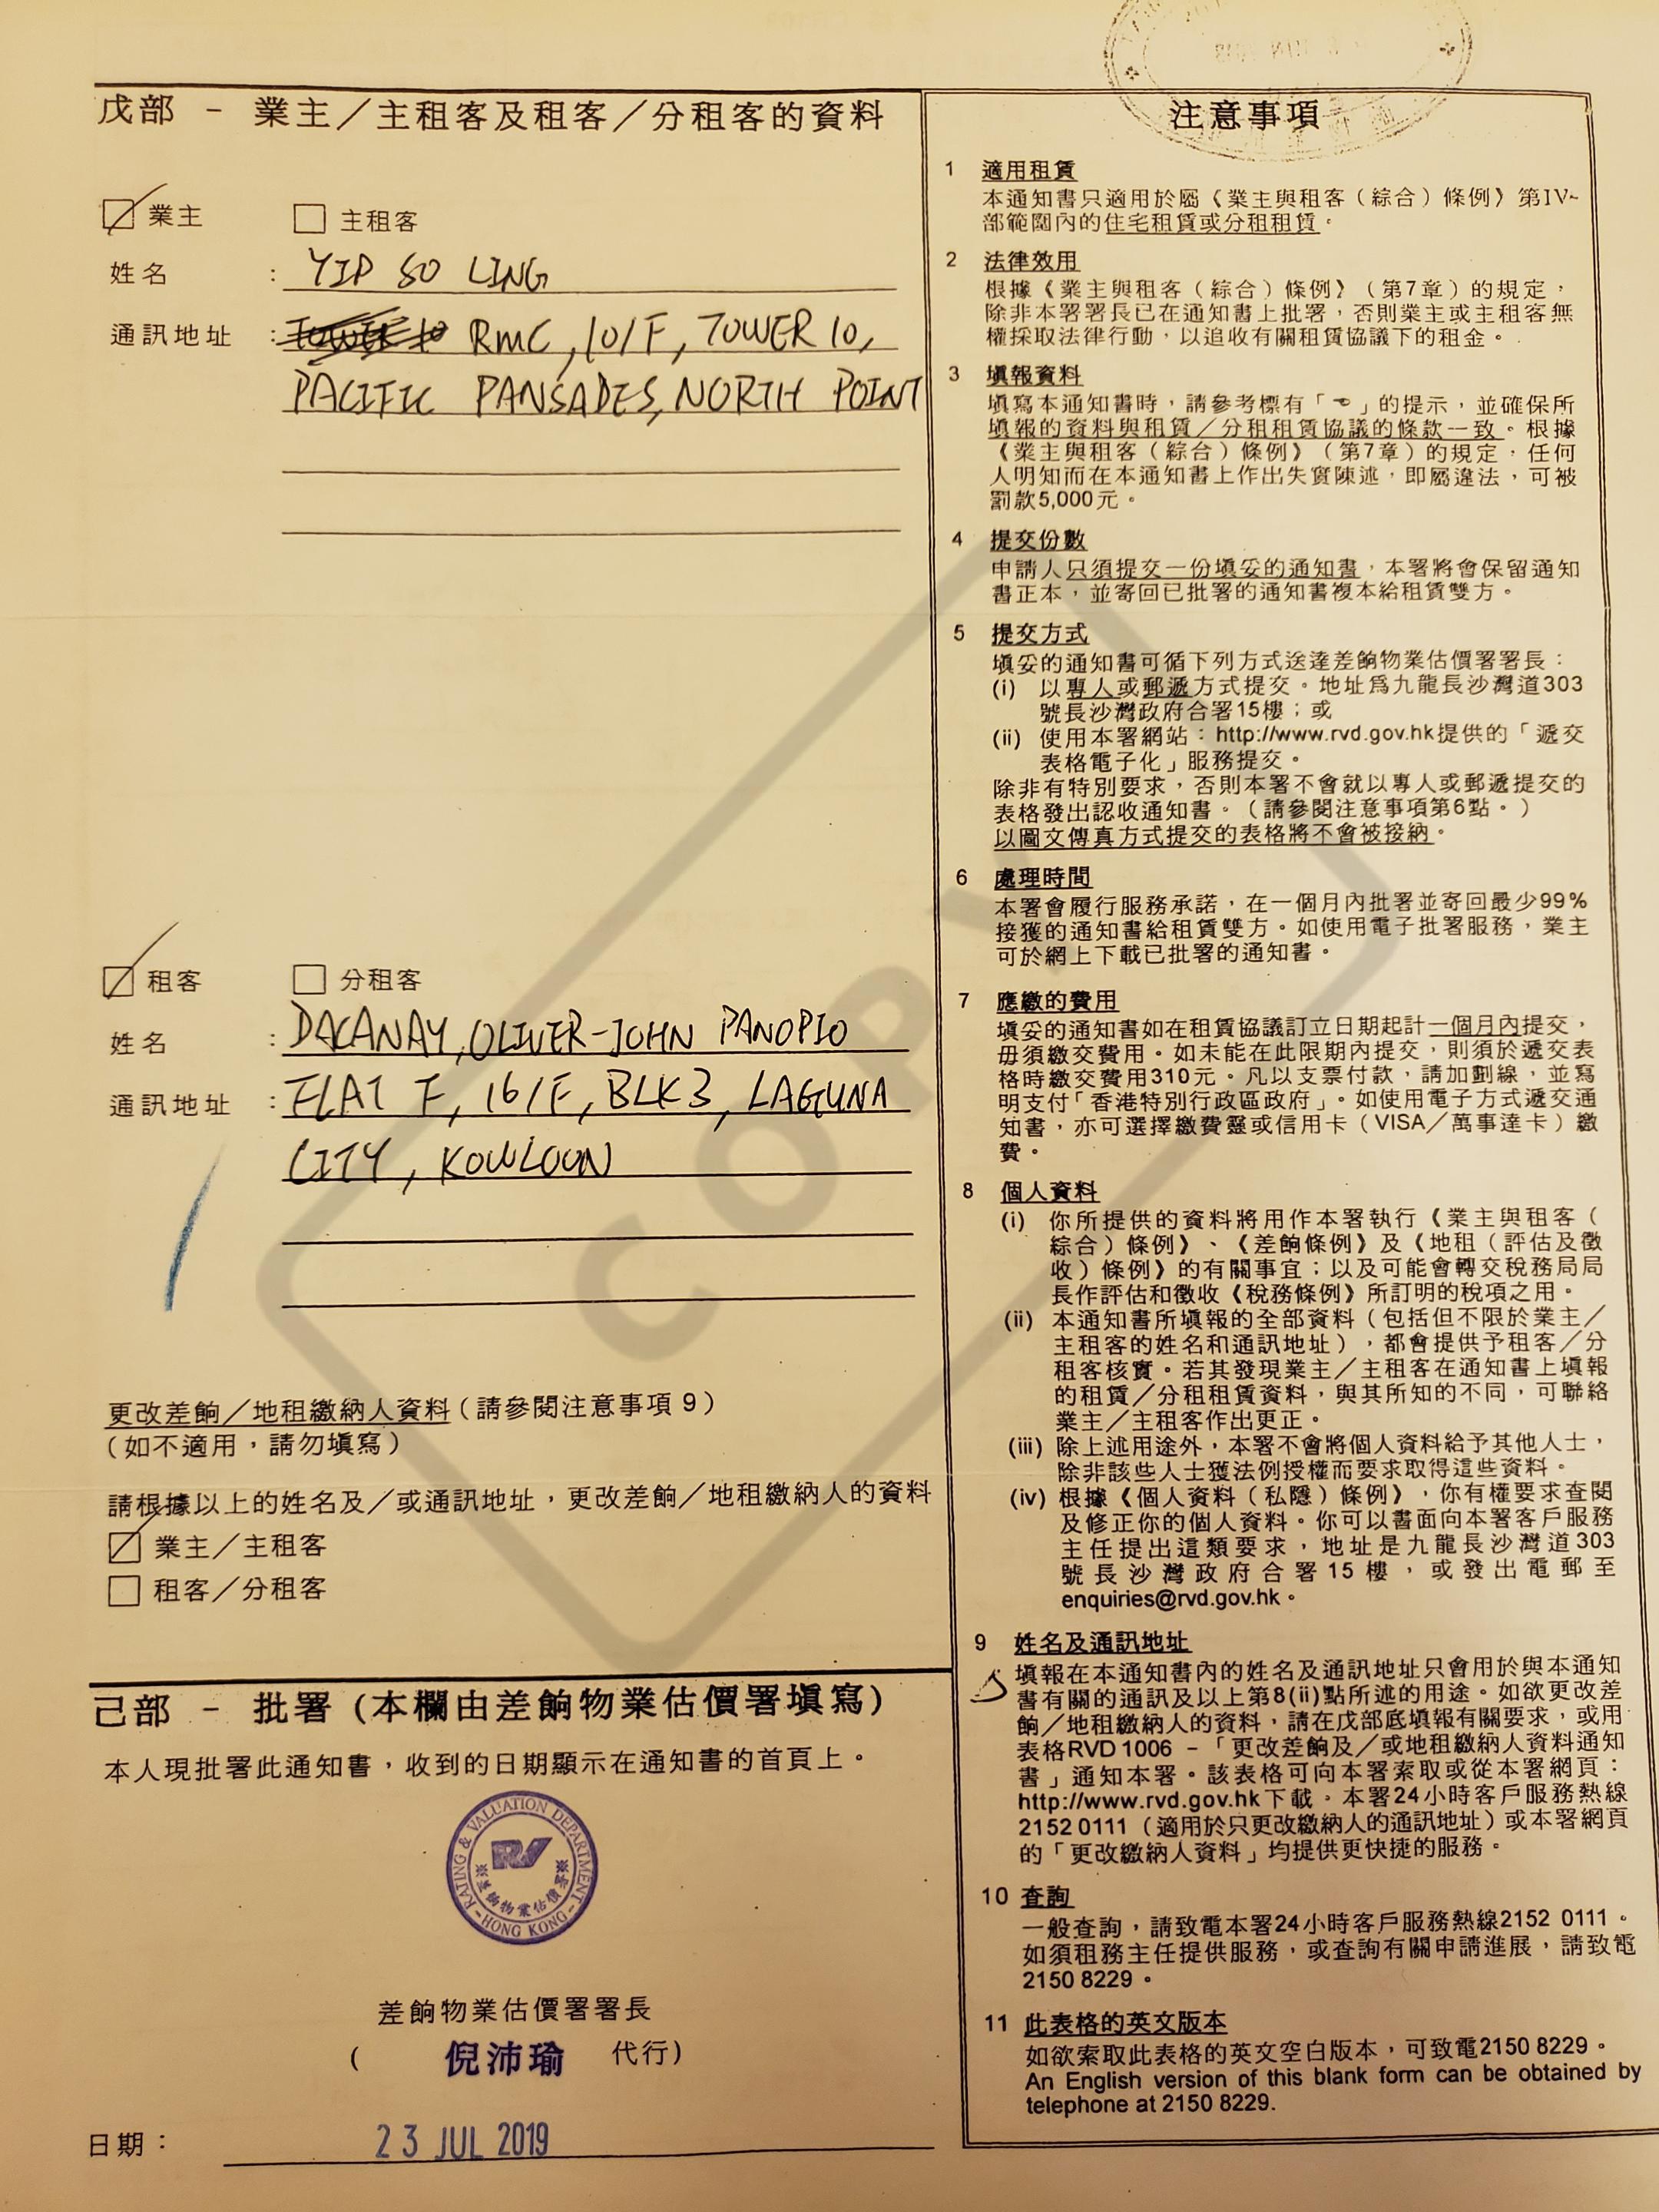 戊部 - 業主／主租客及租客／分租客的資料
業主
主租客
姓名 : YIP SO LING
通訊地址 : RmC, 10/F, TOWER 10,
PACIFIC PANSADES, NORTH POINT
租客
分租客
姓名 : DACANAY, OLIVER-JOHN PANOPIO
通訊地址 : FLAT F, 16/F, BLK3, LAGUNA
CITY, KOWLOON
更改差餉／地租繳納人資料（請參閱注意事項 9）
（如不適用，請勿填寫）
請根據以上的姓名及／或通訊地址，更改差餉／地租繳納人的資料
業主／主租客
租客／分租客
己部 - 批署 (本欄由差餉物業估價署填寫)
本人現批署此通知書，收到的日期顯示在通知書的首頁上。
RATING & VALUATION DEPARTMENT
RV
差餉物業估價署
HONG KONG
差餉物業估價署署長
( 倪沛瑜 代行)
日期： 23 JUL 2019
注意事項
1 適用租賃
本通知書只適用於屬《業主與租客（綜合）條例》第IV
部範圍內的住宅租賃或分租租賃。
2 法律效用
根據《業主與租客（綜合）條例》（第7章）的規定，
除非本署署長已在通知書上批署，否則業主或主租客無
權採取法律行動，以追收有關租賃協議下的租金。
3 填報資料
填寫本通知書時，請參考標有「☜」的提示，並確保所
填報的資料與租賃／分租租賃協議的條款一致。根據
《業主與租客（綜合）條例》（第7章）的規定，任何
人明知而在本通知書上作出失實陳述，即屬違法，可被
罰款5,000元。
4 提交份數
申請人只須提交一份填妥的通知書，本署將會保留通知
書正本，並寄回已批署的通知書複本給租賃雙方。
5 提交方式
填妥的通知書可循下列方式送達差餉物業估價署署長：
(i) 以專人或郵遞方式提交。地址為九龍長沙灣道303
號長沙灣政府合署15樓；或
(ii) 使用本署網站：http://www.rvd.gov.hk提供的「遞交
表格電子化」服務提交。
除非有特別要求，否則本署不會就以專人或郵遞提交的
表格發出認收通知書。（請參閱注意事項第6點。）
以圖文傳真方式提交的表格將不會被接納。
6 處理時間
本署會履行服務承諾，在一個月內批署並寄回最少99%
接獲的通知書給租賃雙方。如使用電子批署服務，業主
可於網上下載已批署的通知書。
7 應繳的費用
填妥的通知書如在租賃協議訂立日期起計一個月內提交，
毋須繳交費用。如未能在此限期內提交，則須於遞交表
格時繳交費用310元。凡以支票付款，請加劃線，並寫
明支付「香港特別行政區政府」。如使用電子方式遞交通
知書，亦可選擇繳費靈或信用卡（VISA／萬事達卡）繳
費。
8 個人資料
(i) 你所提供的資料將用作本署執行《業主與租客（
綜合）條例》、《差餉條例》及《地租（評估及徵
收）條例》的有關事宜；以及可能會轉交稅務局局
長作評估和徵收《稅務條例》所訂明的稅項之用。
(ii) 本通知書所填報的全部資料（包括但不限於業主／
主租客的姓名和通訊地址），都會提供予租客／分
租客核實。若其發現業主／主租客在通知書上填報
的租賃／分租租賃資料，與其所知的不同，可聯絡
業主／主租客作出更正。
(iii) 除上述用途外，本署不會將個人資料給予其他人士，
除非該些人士獲法例授權而要求取得這些資料。
(iv) 根據《個人資料（私隱）條例》，你有權要求查閱
及修正你的個人資料。你可以書面向本署客戶服務
主任提出這類要求，地址是九龍長沙灣道303
號長沙灣政府合署15樓，或發出電郵至
enquiries@rvd.gov.hk。
9 姓名及通訊地址
填報在本通知書內的姓名及通訊地址只會用於與本通知
書有關的通訊及以上第8(ii)點所述的用途。如欲更改差
餉／地租繳納人的資料，請在戊部底填報有關要求，或用
表格RVD 1006 -「更改差餉及／或地租繳納人資料通知
書」通知本署。該表格可向本署索取或從本署網頁：
http://www.rvd.gov.hk下載。本署24小時客戶服務熱線
2152 0111（適用於只更改繳納人的通訊地址）或本署網頁
的「更改繳納人資料」均提供更快捷的服務。
10 查詢
一般查詢，請致電本署24小時客戶服務熱線2152 0111。
如須租務主任提供服務，或查詢有關申請進展，請致電
2150 8229。
11 此表格的英文版本
如欲索取此表格的英文空白版本，可致電2150 8229。
An English version of this blank form can be obtained by
telephone at 2150 8229.
COPY